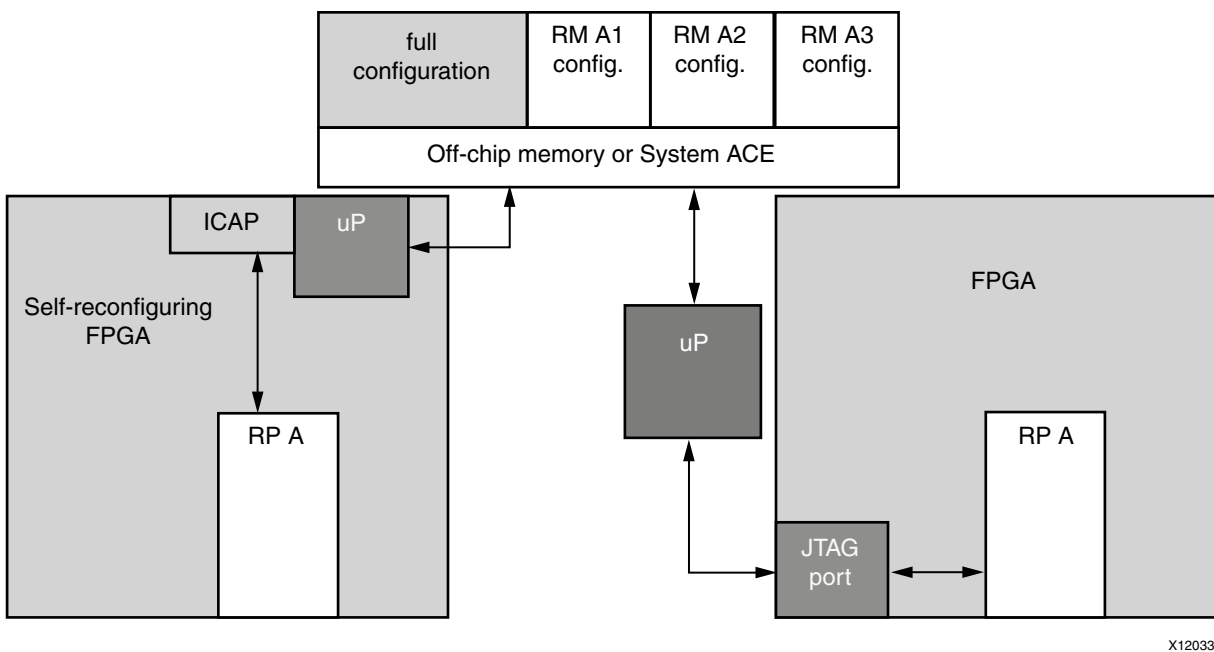 full
configuration
RM A1
config.
RM A2
config.
RM A3
config.
Off-chip memory or System ACE
ICAP
uP
Self-reconfiguring
FPGA
RP A
uP
FPGA
RP A
JTAG
port
X12033